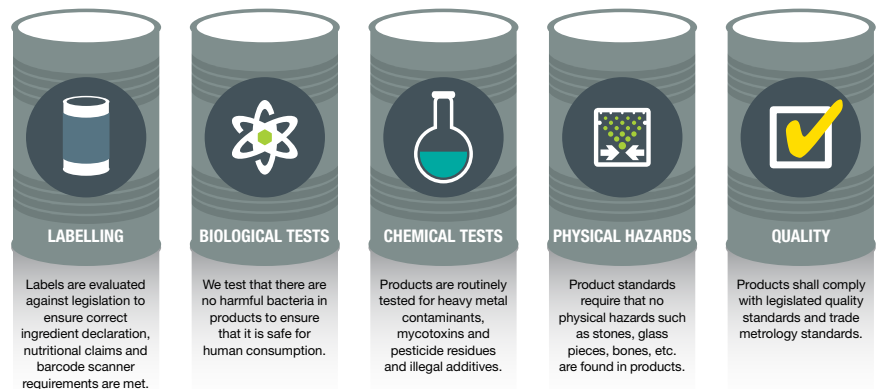 LABELLING
Labels are evaluated
against legislation to
ensure correct
ingredient declaration,
nutritional claims and
barcode scanner
requirements are met.
BIOLOGICAL TESTS
We test that there are
no harmful bacteria in
products to ensure
that it is safe for
human consumption.
CHEMICAL TESTS
Products are routinely
tested for heavy metal
contaminants,
mycotoxins and
pesticide residues
and illegal additives.
PHYSICAL HAZARDS
Product standards
require that no
physical hazards such
as stones, glass
pieces, bones, etc.
are found in products.
QUALITY
Products shall comply
with legislated quality
standards and trade
metrology standards.